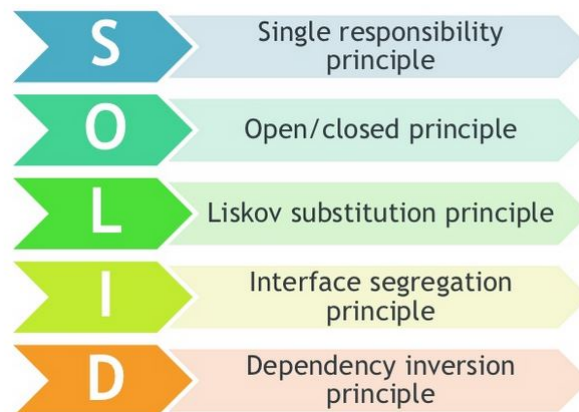 S
Single responsibility
principle
O
Open/closed principle
L
Liskov substitution principle
I
Interface segregation
principle
D
Dependency inversion
principle